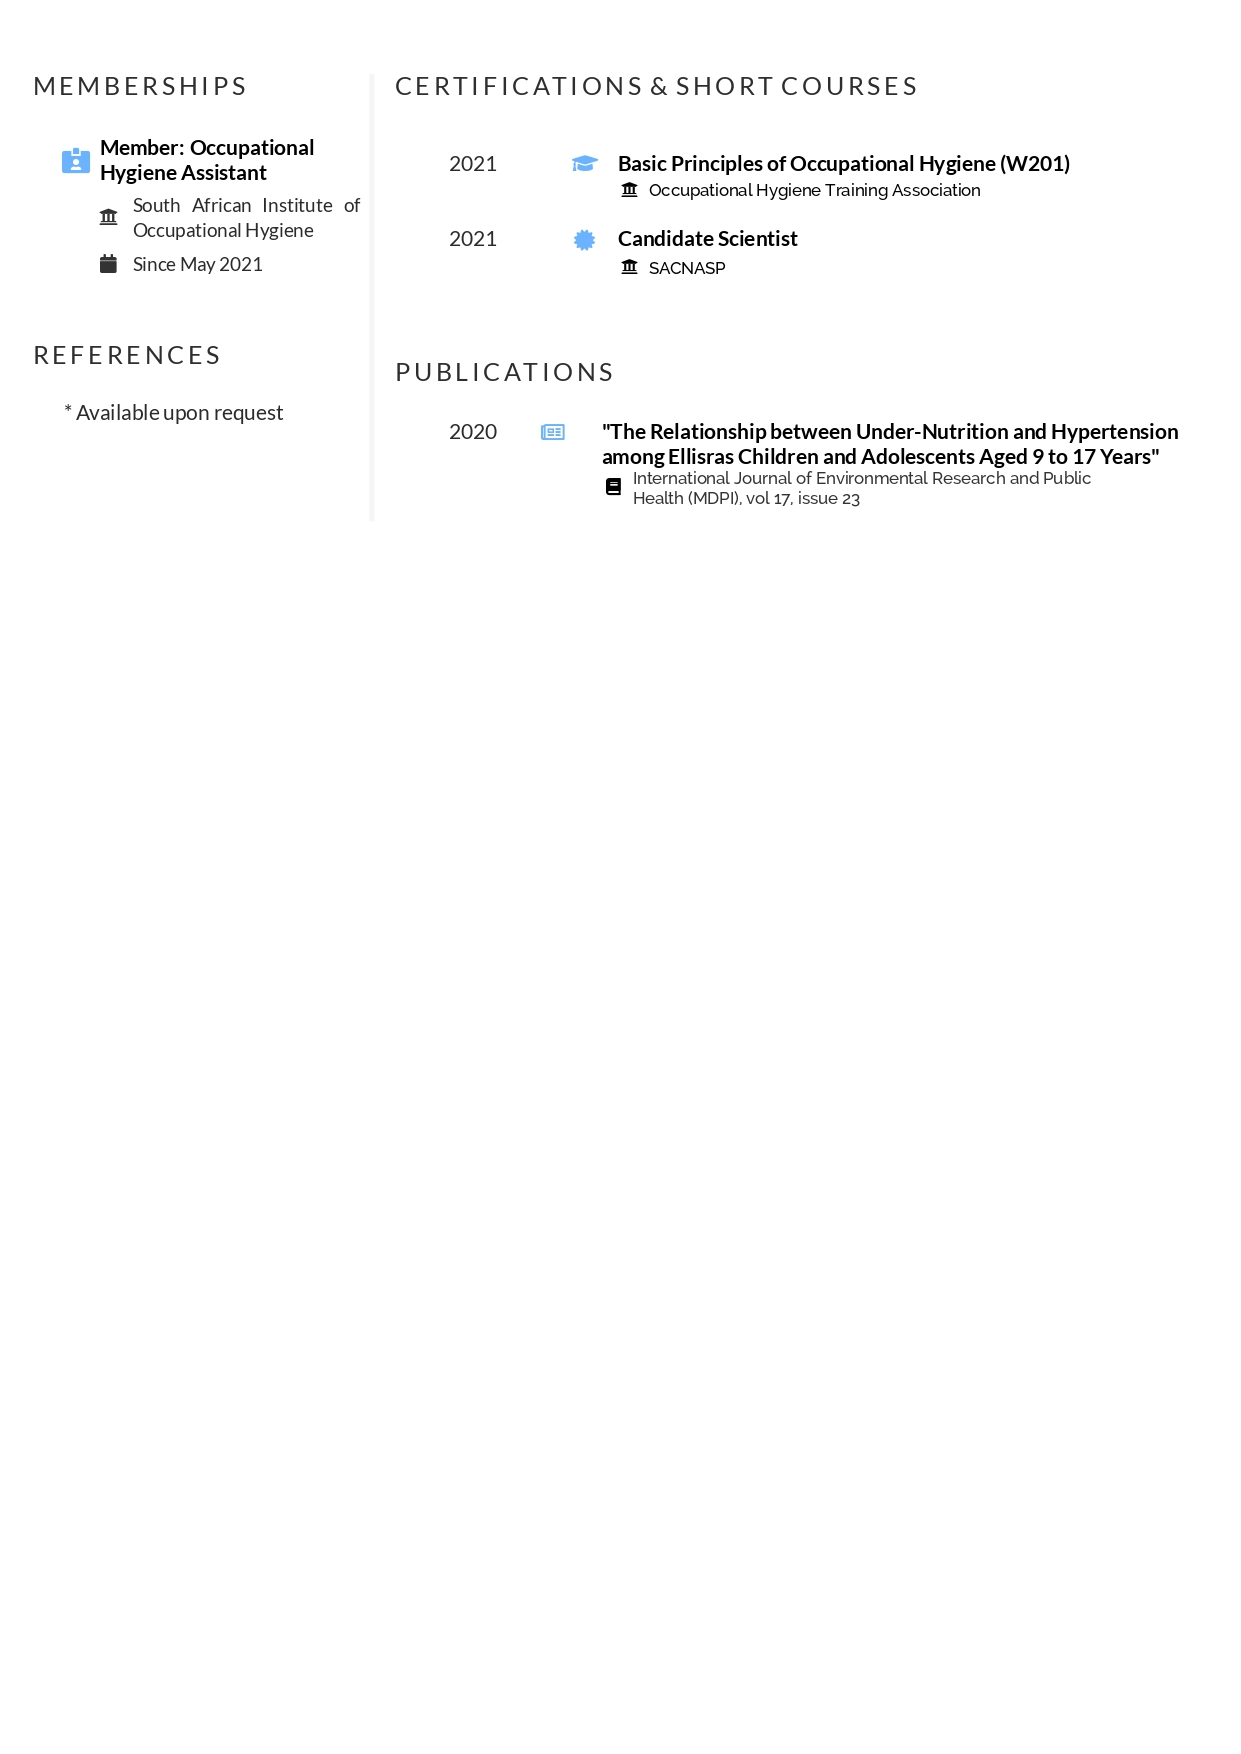 MEMBERSHIPS
Member: Occupational
Hygiene Assistant
South African Institute of
Occupational Hygiene
Since May 2021
REFERENCES
* Available upon request
CERTIFICATIONS & SHORT COURSES
2021 Basic Principles of Occupational Hygiene (W201)
Occupational Hygiene Training Association
2021 Candidate Scientist
SACNASP
PUBLICATIONS
2020 "The Relationship between Under-Nutrition and Hypertension
among Ellisras Children and Adolescents Aged 9 to 17 Years"
International Journal of Environmental Research and Public
Health (MDPI), vol 17, issue 23